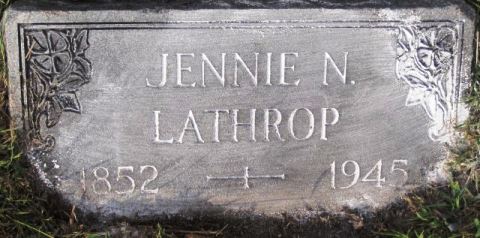 JENNIE N.
LATHROP
1852 1945